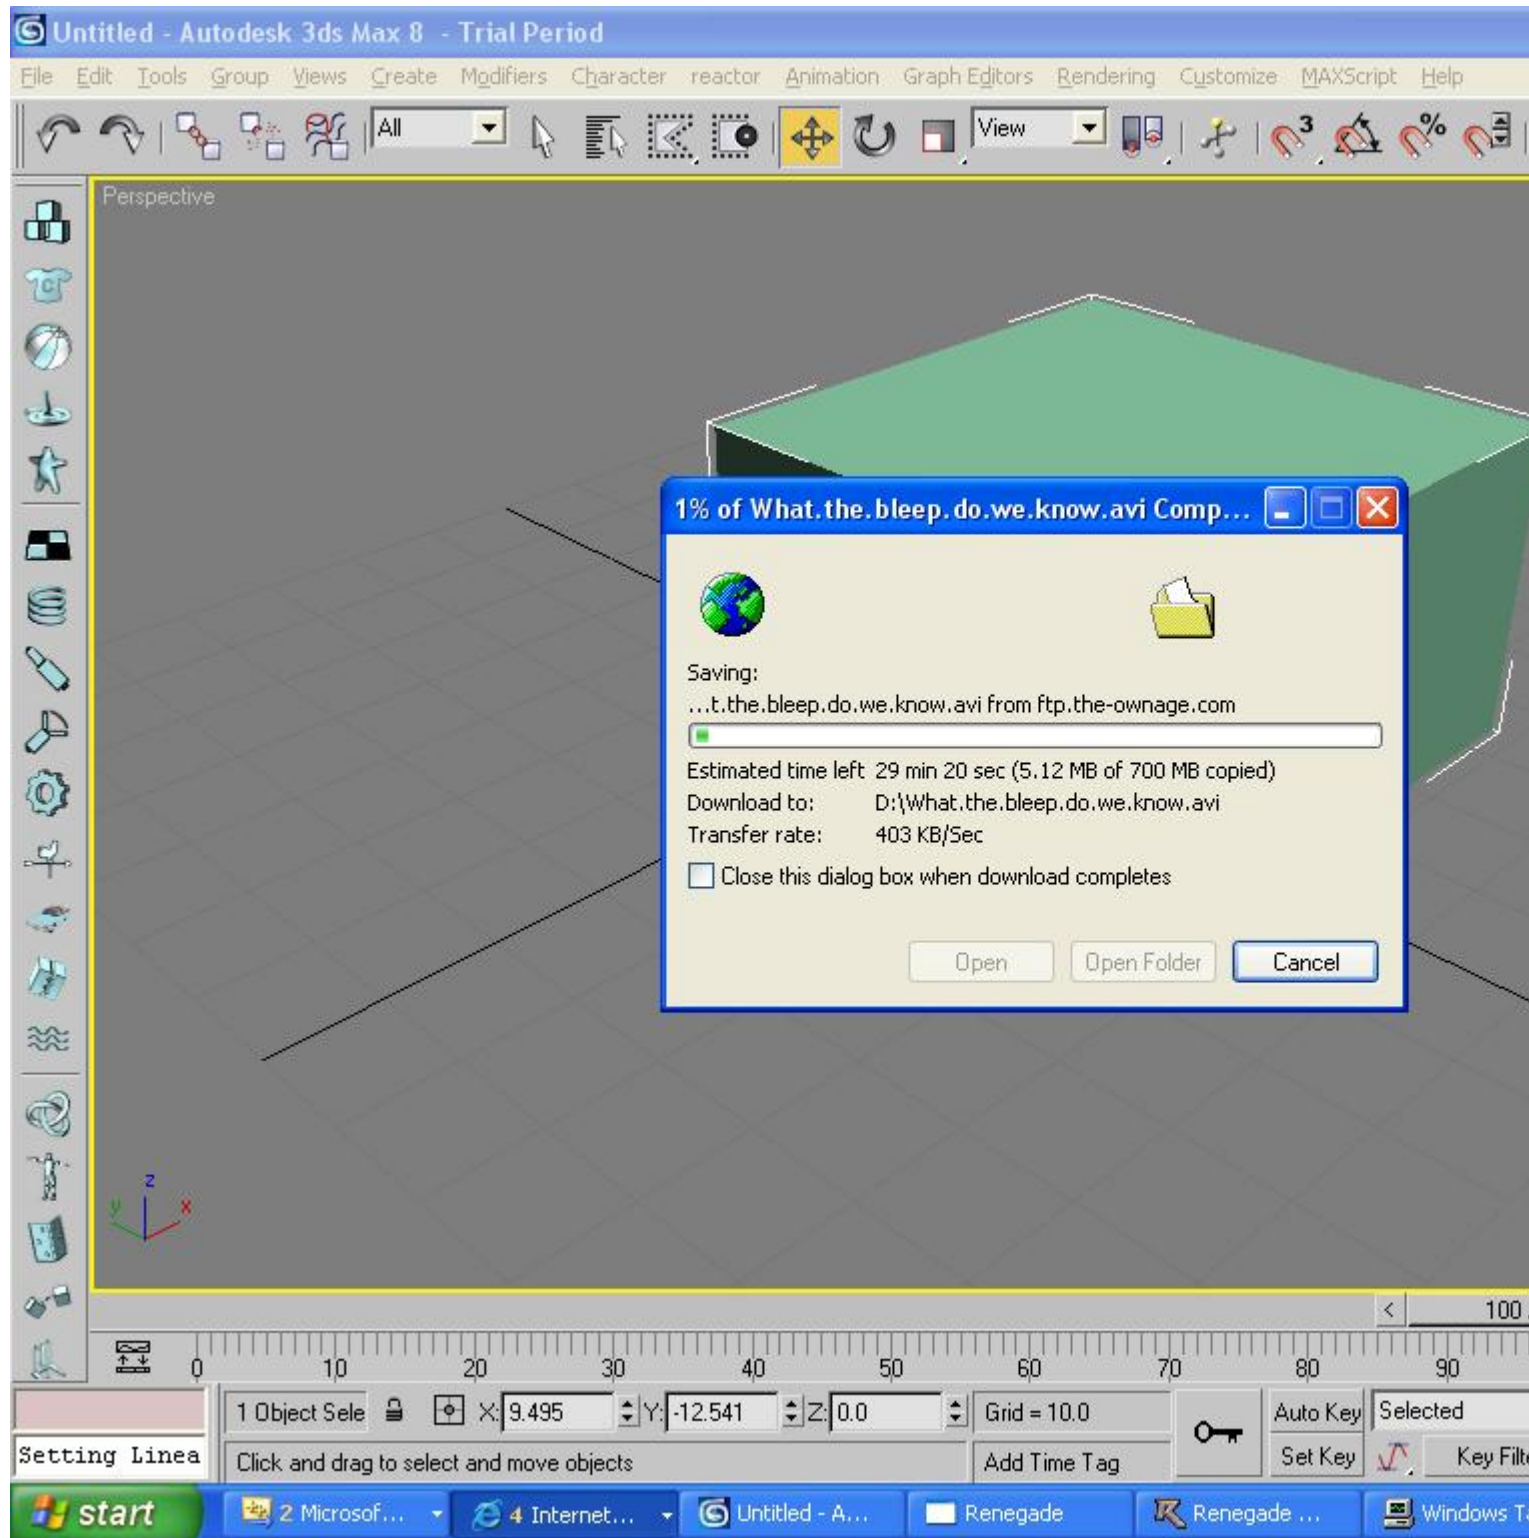 Untitled - Autodesk 3ds Max 8 - Trial Period
File Edit Tools Group Views Create Modifiers Character reactor Animation Graph Editors Rendering Customize MAXScript Help
All View 3 %
Perspective
1% of What.the.bleep.do.we.know.avi Comp...
Saving:
...t.the.bleep.do.we.know.avi from ftp.the-ownage.com
Estimated time left 29 min 20 sec (5.12 MB of 700 MB copied)
Download to: D:\What.the.bleep.do.we.know.avi
Transfer rate: 403 KB/Sec
Close this dialog box when download completes
Open Open Folder Cancel
z
y x
< 100
0 10 20 30 40 50 60 70 80 90
1 Object Sele X: 9.495 Y: -12.541 Z: 0.0 Grid = 10.0 Auto Key Selected
Setting Linea Click and drag to select and move objects Add Time Tag Set Key Key Filte
start 2 Microsof... 4 Internet... Untitled - A... Renegade Renegade ... Windows Ta